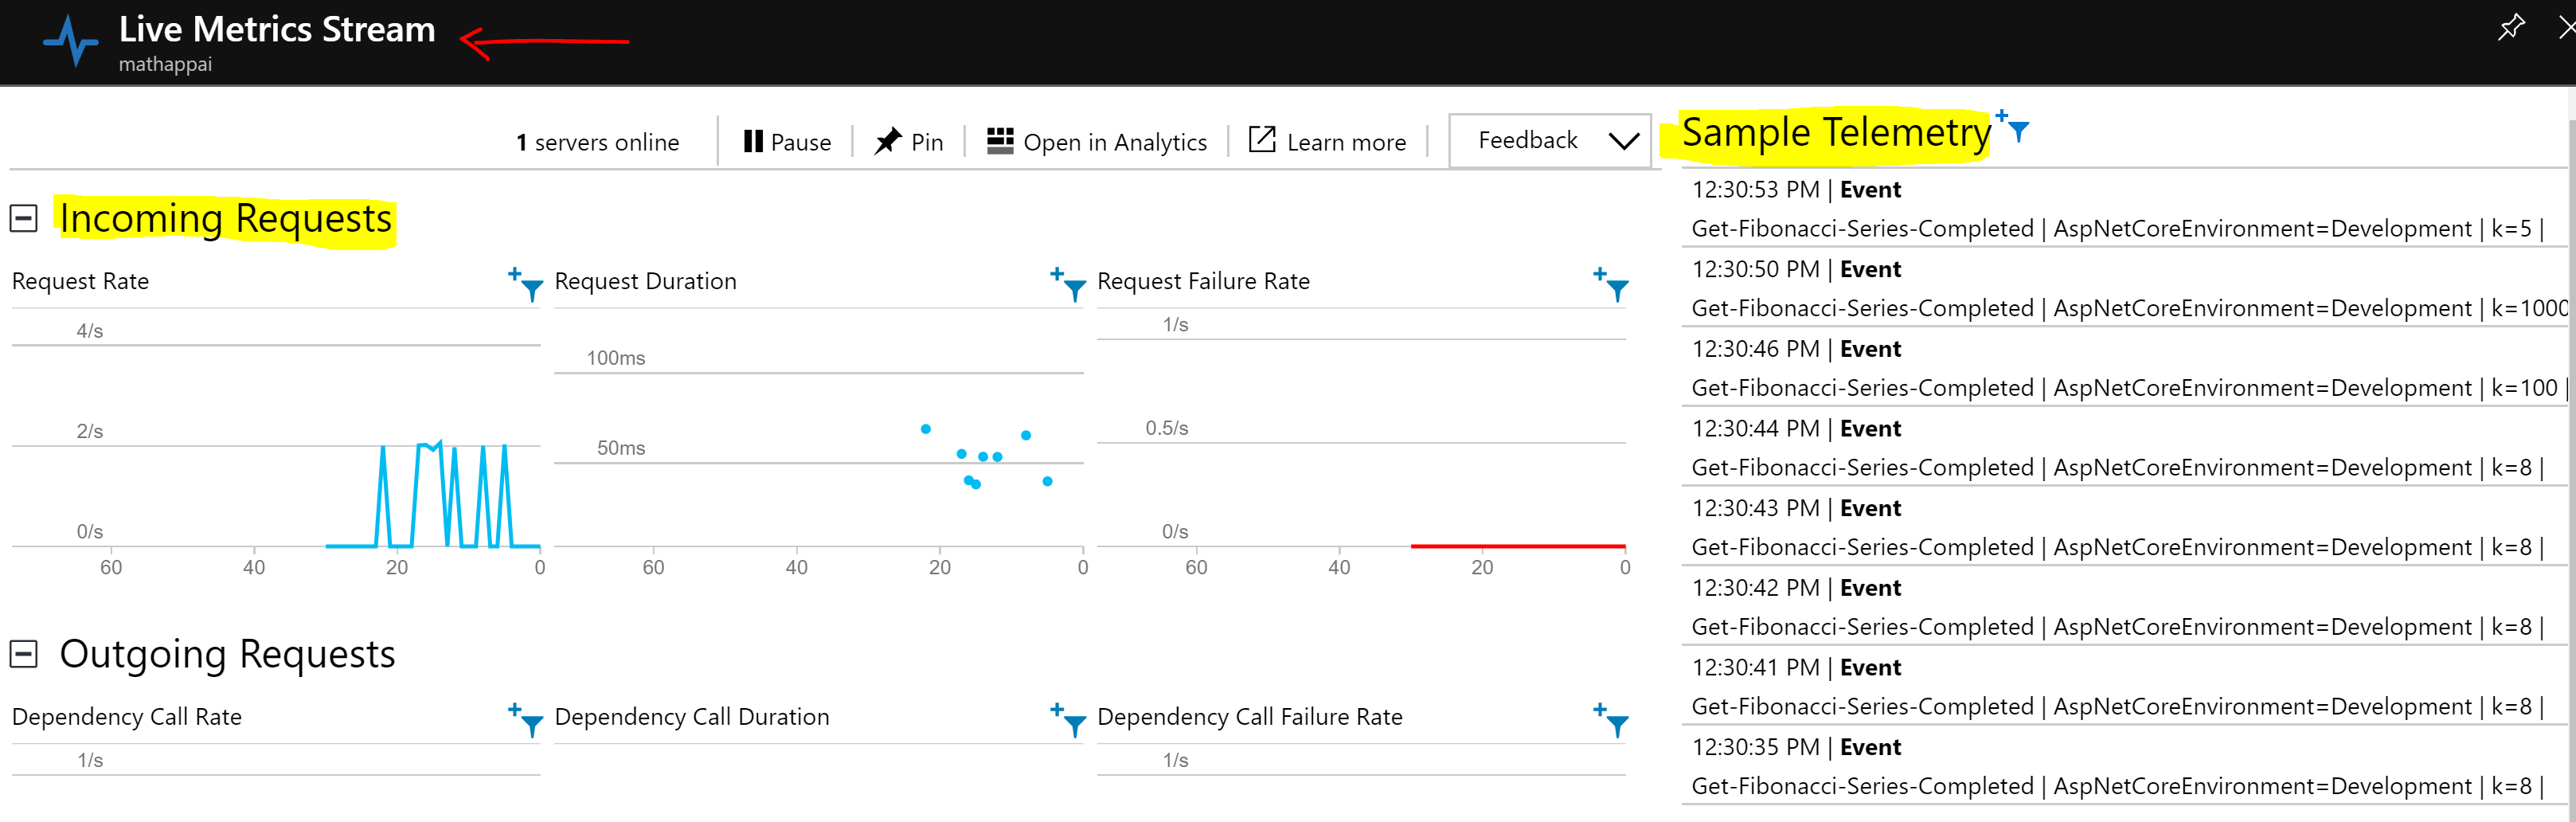 Live Metrics Stream
mathappai
1 servers online
Pause
Pin
Open in Analytics
Learn more
Feedback
Incoming Requests
Request Rate
4/s
2/s
0/s
60 40 20 0
Request Duration
100ms
50ms
60 40 20 0
Request Failure Rate
1/s
0.5/s
0/s
60 40 20 0
Outgoing Requests
Dependency Call Rate
1/s
Dependency Call Duration
Dependency Call Failure Rate
1/s
Sample Telemetry
12:30:53 PM | Event
Get-Fibonacci-Series-Completed | AspNetCoreEnvironment=Development | k=5 |
12:30:50 PM | Event
Get-Fibonacci-Series-Completed | AspNetCoreEnvironment=Development | k=1000
12:30:46 PM | Event
Get-Fibonacci-Series-Completed | AspNetCoreEnvironment=Development | k=100 |
12:30:44 PM | Event
Get-Fibonacci-Series-Completed | AspNetCoreEnvironment=Development | k=8 |
12:30:43 PM | Event
Get-Fibonacci-Series-Completed | AspNetCoreEnvironment=Development | k=8 |
12:30:42 PM | Event
Get-Fibonacci-Series-Completed | AspNetCoreEnvironment=Development | k=8 |
12:30:41 PM | Event
Get-Fibonacci-Series-Completed | AspNetCoreEnvironment=Development | k=8 |
12:30:35 PM | Event
Get-Fibonacci-Series-Completed | AspNetCoreEnvironment=Development | k=8 |